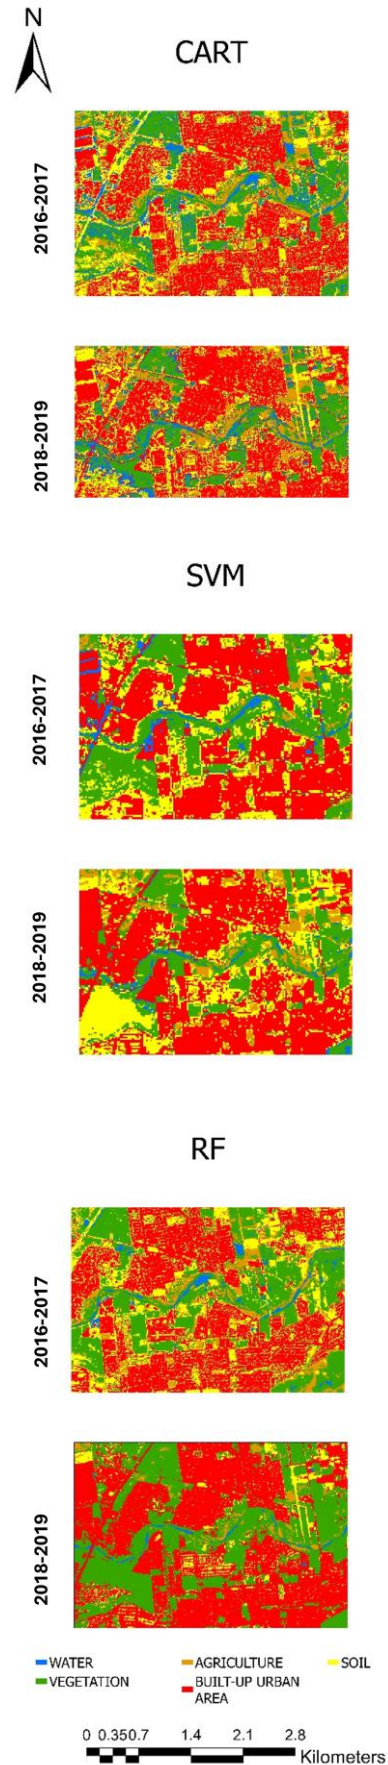 N
CART
2016-2017
2018-2019
SVM
2016-2017
2018-2019
RF
2016-2017
2018-2019
WATER AGRICULTURE SOIL
VEGETATION BUILT-UP URBAN
AREA
0 0.350.7 1.4 2.1 2.8
Kilometers